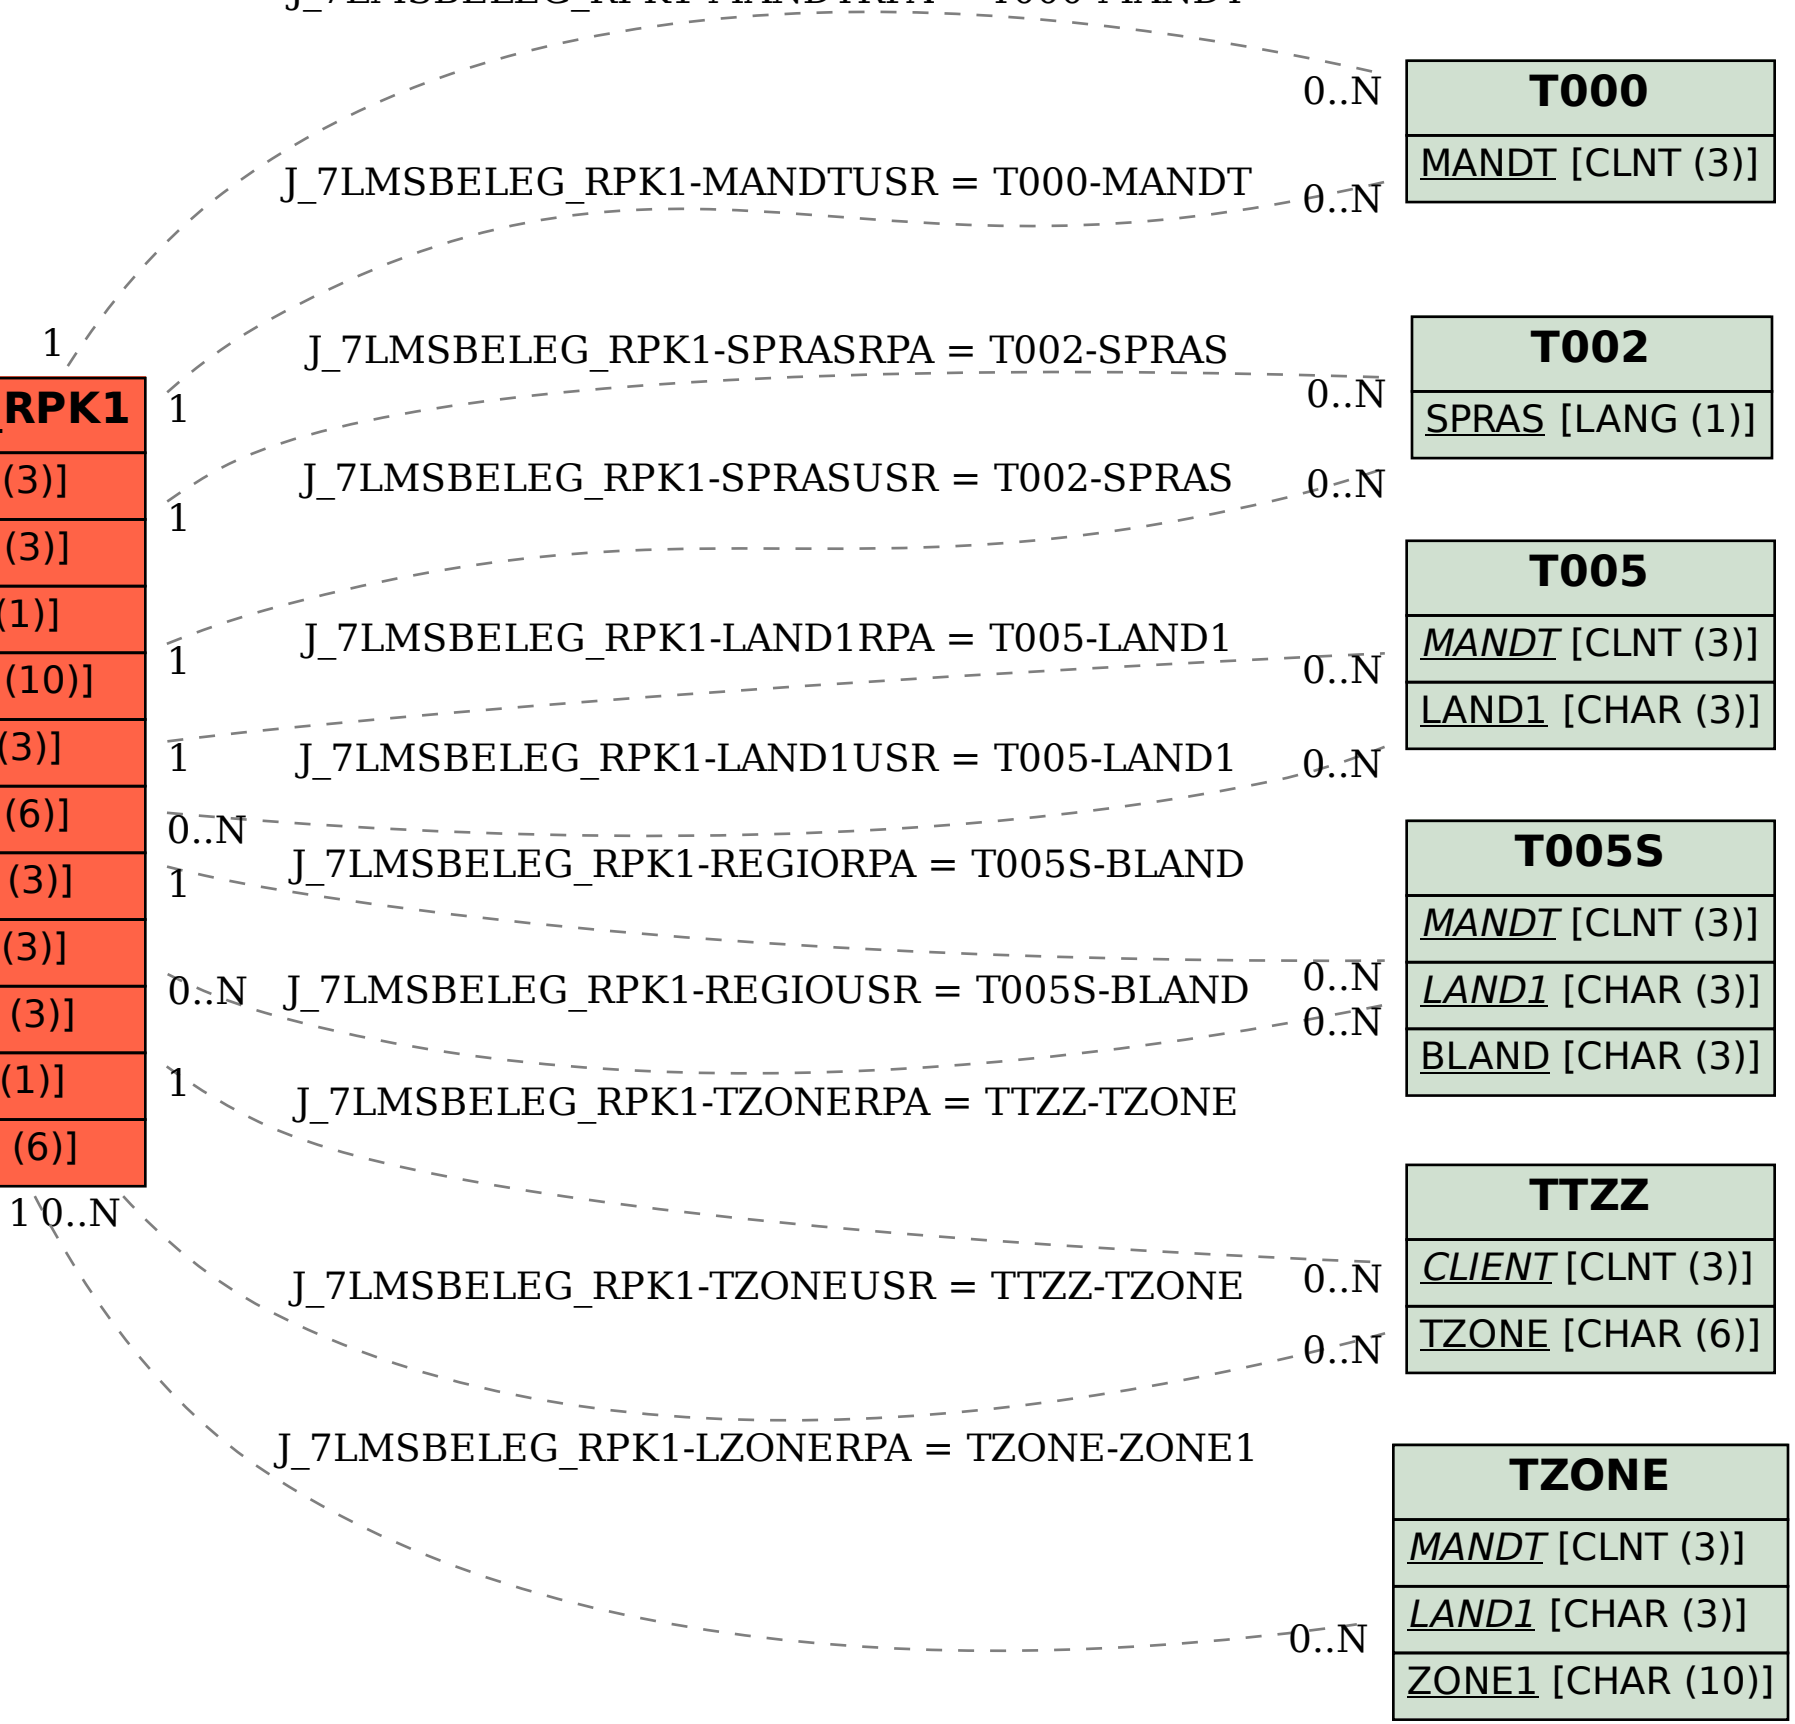 J_7LMSBELEG_RPK1-MANDTRPA = T000-MANDT
0..N
T000
MANDT [CLNT (3)]
J_7LMSBELEG_RPK1-MANDTUSR = T000-MANDT
0..N
1
J_7LMSBELEG_RPK1-SPRASRPA = T002-SPRAS
0..N
T002
SPRAS [LANG (1)]
_RPK1
1
(3)]
J_7LMSBELEG_RPK1-SPRASUSR = T002-SPRAS
0..N
1
(3)]
T005
MANDT [CLNT (3)]
LAND1 [CHAR (3)]
(1)]
J_7LMSBELEG_RPK1-LAND1RPA = T005-LAND1
0..N
1
(10)]
(3)]
1
J_7LMSBELEG_RPK1-LAND1USR = T005-LAND1
0..N
(6)]
0..N
J_7LMSBELEG_RPK1-REGIORPA = T005S-BLAND
T005S
MANDT [CLNT (3)]
LAND1 [CHAR (3)]
BLAND [CHAR (3)]
(3)]
1
(3)]
0..N
0..N
J_7LMSBELEG_RPK1-REGIOUSR = T005S-BLAND
0..N
(3)]
(1)]
1
J_7LMSBELEG_RPK1-TZONERPA = TTZZ-TZONE
(6)]
1
0..N
TTZZ
CLIENT [CLNT (3)]
TZONE [CHAR (6)]
J_7LMSBELEG_RPK1-TZONEUSR = TTZZ-TZONE
0..N
0..N
J_7LMSBELEG_RPK1-LZONERPA = TZONE-ZONE1
TZONE
MANDT [CLNT (3)]
LAND1 [CHAR (3)]
ZONE1 [CHAR (10)]
0..N